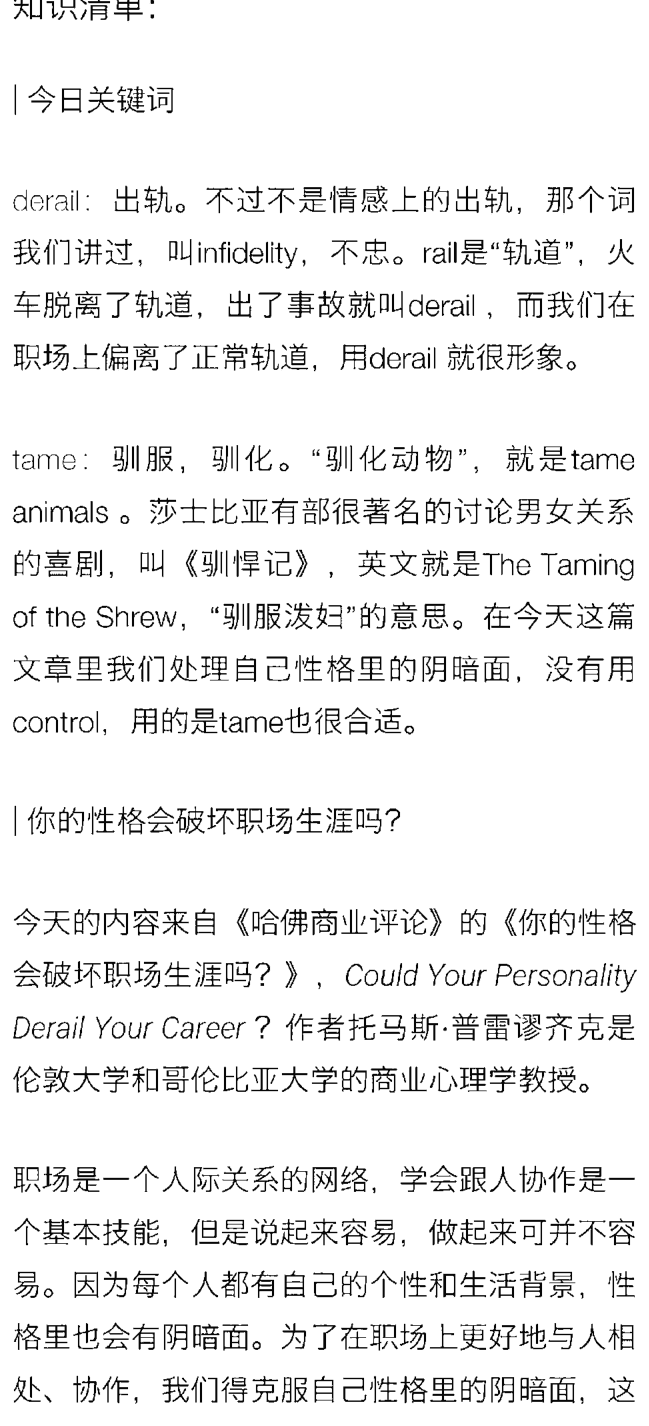 知识清单：
| 今日关键词
derail：出轨。不过不是情感上的出轨，那个词
我们讲过，叫infidelity，不忠。rail是“轨道”，火
车脱离了轨道，出了事故就叫derail ，而我们在
职场上偏离了正常轨道，用derail 就很形象。
tame：驯服，驯化。“驯化动物”，就是tame
animals 。莎士比亚有部很著名的讨论男女关系
的喜剧，叫《驯悍记》，英文就是The Taming
of the Shrew，“驯服泼妇”的意思。在今天这篇
文章里我们处理自己性格里的阴暗面，没有用
control，用的是tame也很合适。
| 你的性格会破坏职场生涯吗？
今天的内容来自《哈佛商业评论》的《你的性格
会破坏职场生涯吗？》，Could Your Personality
Derail Your Career？作者托马斯·普雷谬齐克是
伦敦大学和哥伦比亚大学的商业心理学教授。
职场是一个人际关系的网络，学会跟人协作是一
个基本技能，但是说起来容易，做起来可并不容
易。因为每个人都有自己的个性和生活背景，性
格里也会有阴暗面。为了在职场上更好地与人相
处、协作，我们得克服自己性格里的阴暗面，这